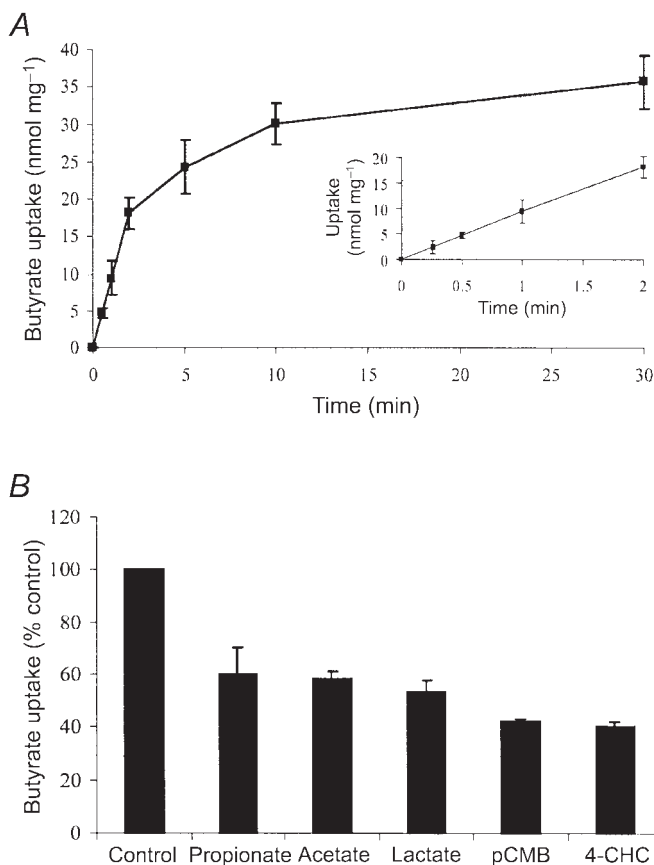 A
Butyrate uptake (nmol mg⁻¹)
40
35
30
25
20
15
10
5
0
0 5 10 15 20 25 30
Time (min)
Uptake
(nmol mg⁻¹)
20
15
10
5
0
0 0.5 1 1.5 2
Time (min)
B
Butyrate uptake (% control)
120
100
80
60
40
20
0
Control Propionate Acetate Lactate pCMB 4-CHC